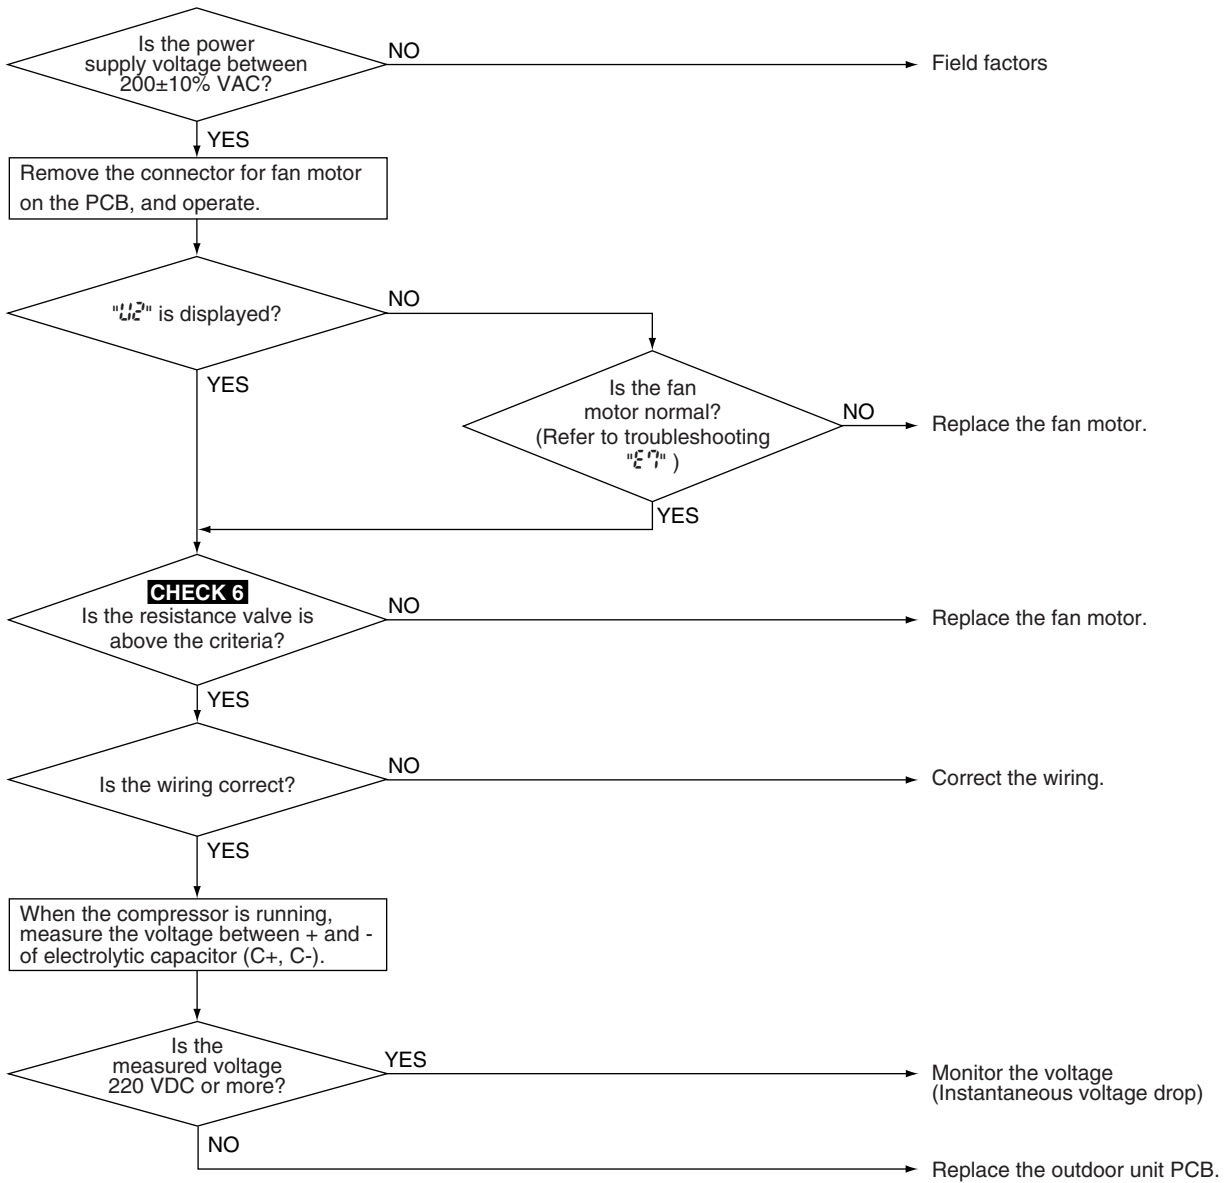 Is the power
supply voltage between
200±10% VAC?
NO
Field factors
YES
Remove the connector for fan motor
on the PCB, and operate.
"U2" is displayed?
NO
YES
Is the fan
motor normal?
(Refer to troubleshooting
"E7" )
NO
Replace the fan motor.
YES
CHECK 6
Is the resistance valve is
above the criteria?
NO
Replace the fan motor.
YES
Is the wiring correct?
NO
Correct the wiring.
YES
When the compressor is running,
measure the voltage between + and -
of electrolytic capacitor (C+, C-).
Is the
measured voltage
220 VDC or more?
YES
Monitor the voltage
(Instantaneous voltage drop)
NO
Replace the outdoor unit PCB.